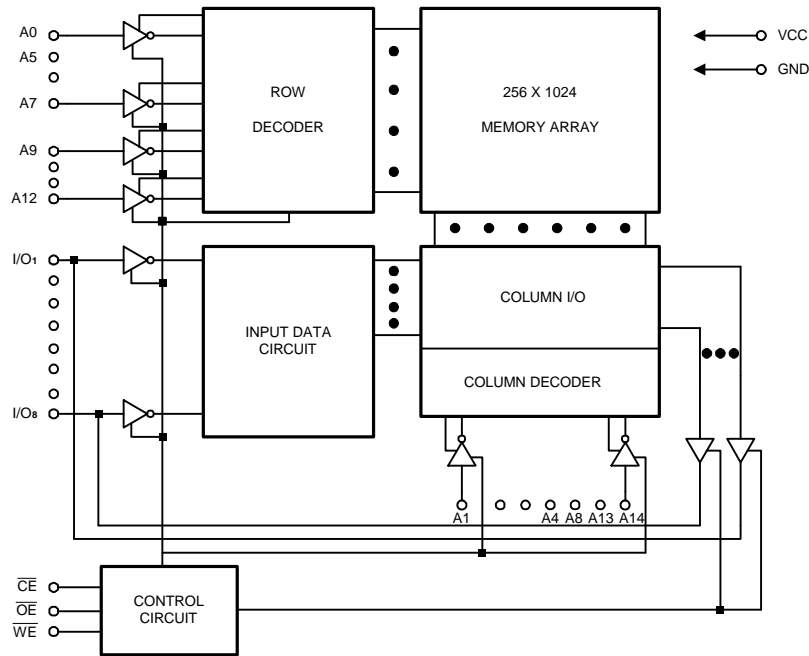 A0
A5
A7
A9
A12
ROW
DECODER
256 X 1024
MEMORY ARRAY
VCC
GND
I/O1
I/O8
INPUT DATA
CIRCUIT
COLUMN I/O
COLUMN DECODER
A1
A4
A8
A13
A14
CE
OE
WE
CONTROL
CIRCUIT